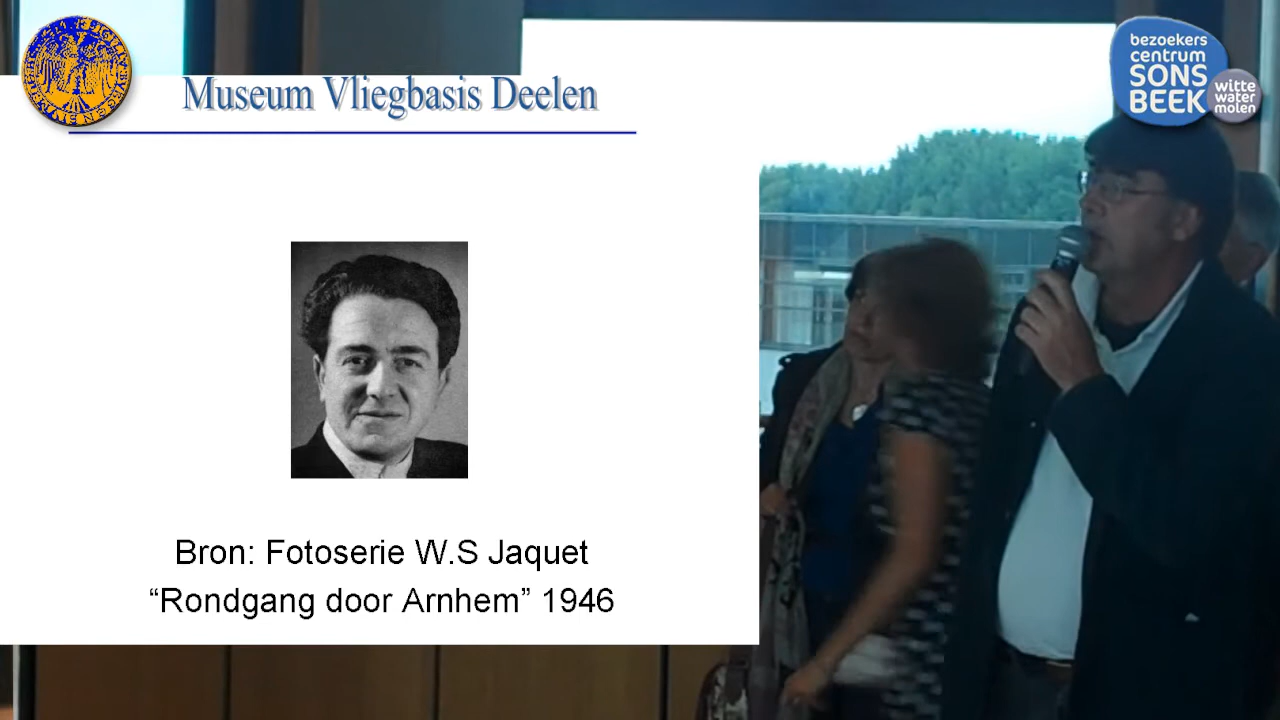 Museum Vliegbasis Deelen
bezoekers
centrum
SONS
BEEK
witte
water
molen
Bron: Fotoserie W.S Jaquet
“Rondgang door Arnhem” 1946